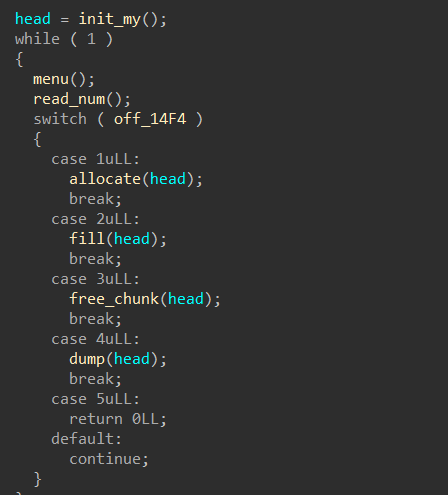 head = init_my();
while ( 1 )
{
menu();
read_num();
switch ( off_14F4 )
{
case 1uLL:
allocate(head);
break;
case 2uLL:
fill(head);
break;
case 3uLL:
free_chunk(head);
break;
case 4uLL:
dump(head);
break;
case 5uLL:
return 0LL;
default:
continue;
}